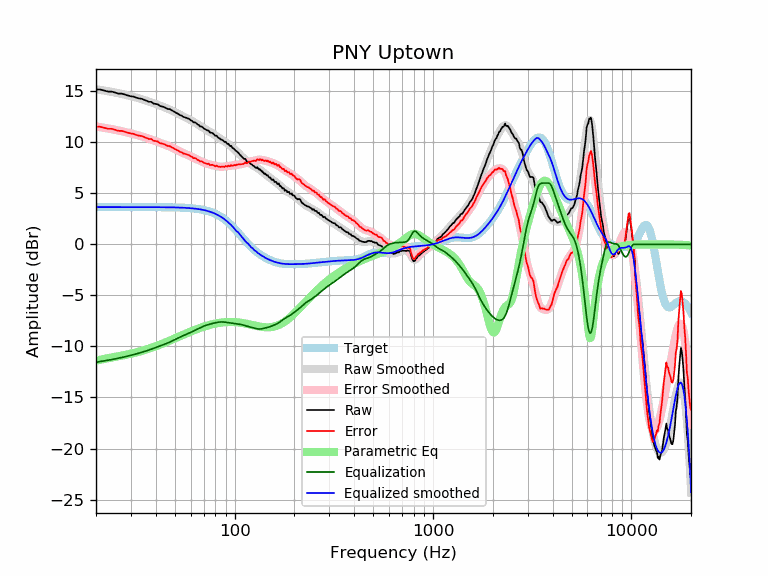 PNY Uptown
15
10
5
0
−5
−10
−15
−20
−25
Amplitude (dBr)
Target
Raw Smoothed
Error Smoothed
Raw
Error
Parametric Eq
Equalization
Equalized smoothed
100
1000
10000
Frequency (Hz)